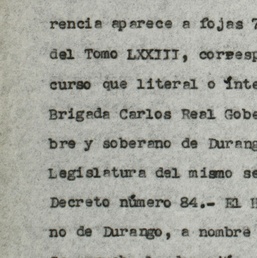 rencia aparece a fojas 7
del Tomo LXXIII, corresp
curso que literal o inte
Brigada Carlos Real Gobe
bre y soberano de Durang
Legislatura del mismo se
Decreto número 84.- El H
no de Durango, a nombre